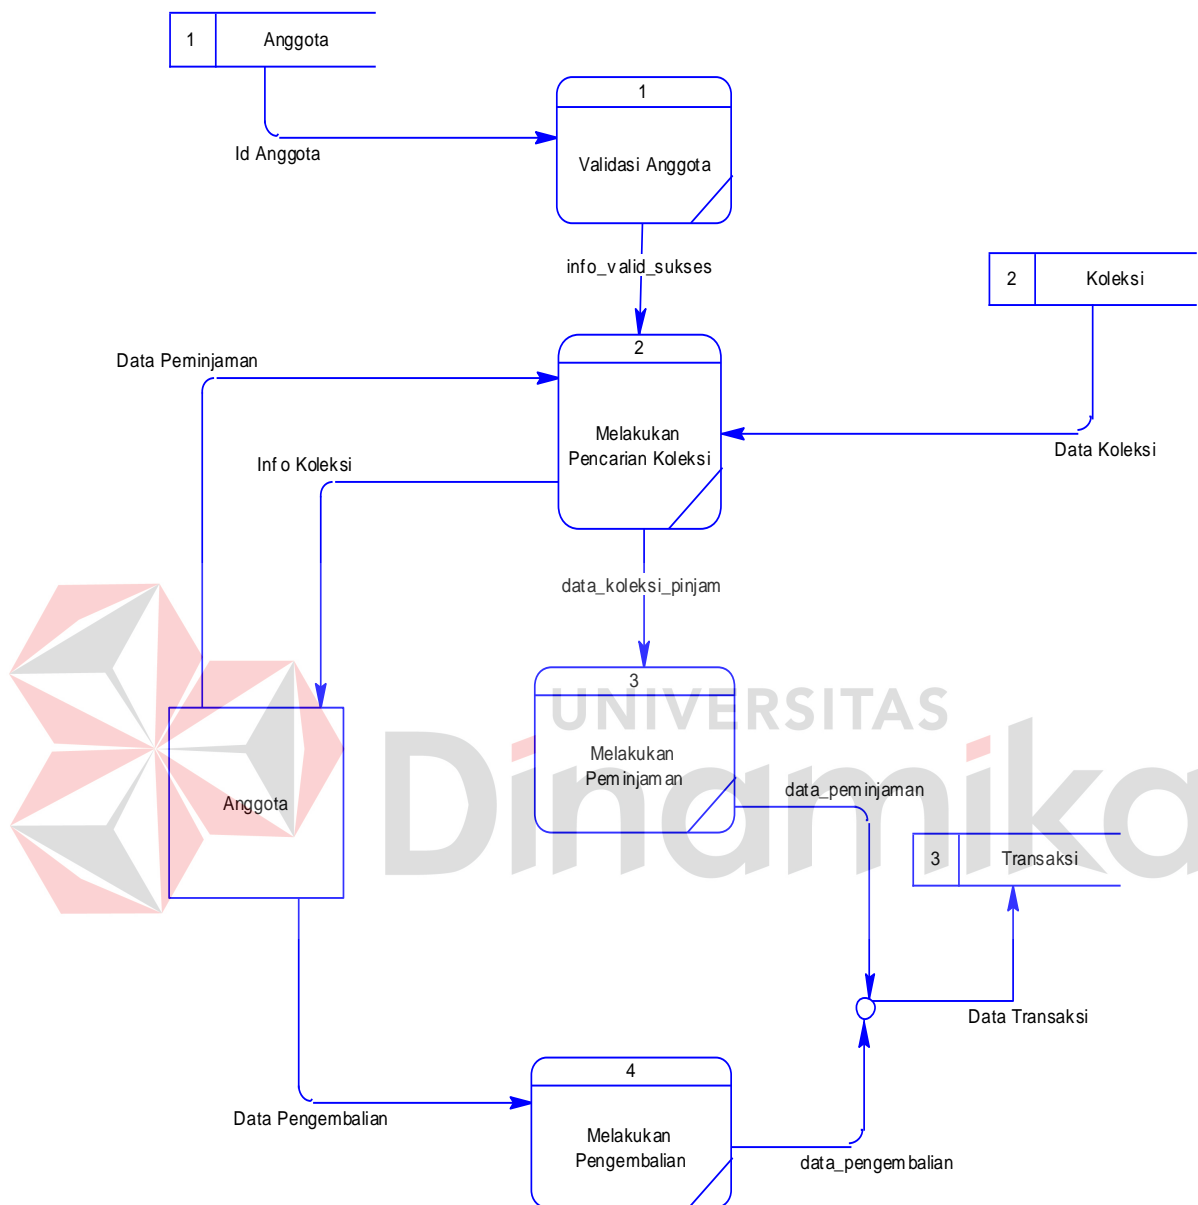 1
Anggota
1
Id Anggota
Validasi Anggota
info_valid_sukses
2
Koleksi
2
Data Peminjaman
Melakukan
Pencarian Koleksi
Data Koleksi
Info Koleksi
data_koleksi_pinjam
3
UNIVERSITAS
Dinamika
Melakukan
Peminjaman
data_peminjaman
Anggota
3
Transaksi
Data Transaksi
4
Data Pengembalian
Melakukan
Pengembalian
data_pengembalian